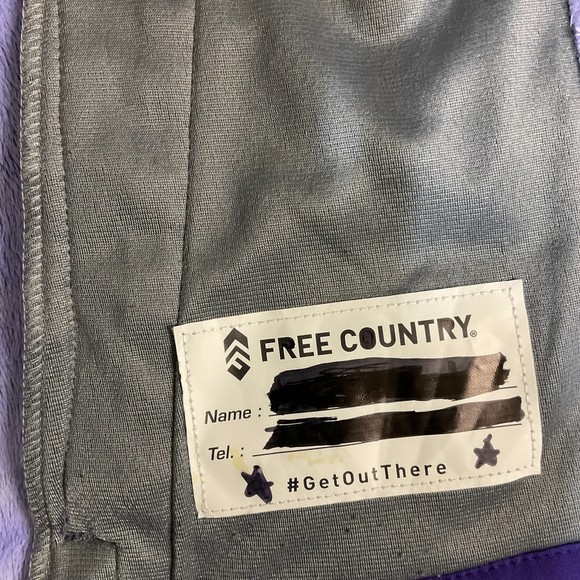 FREE COUNTRY®
Name :
Tel. :
#GetOutThere